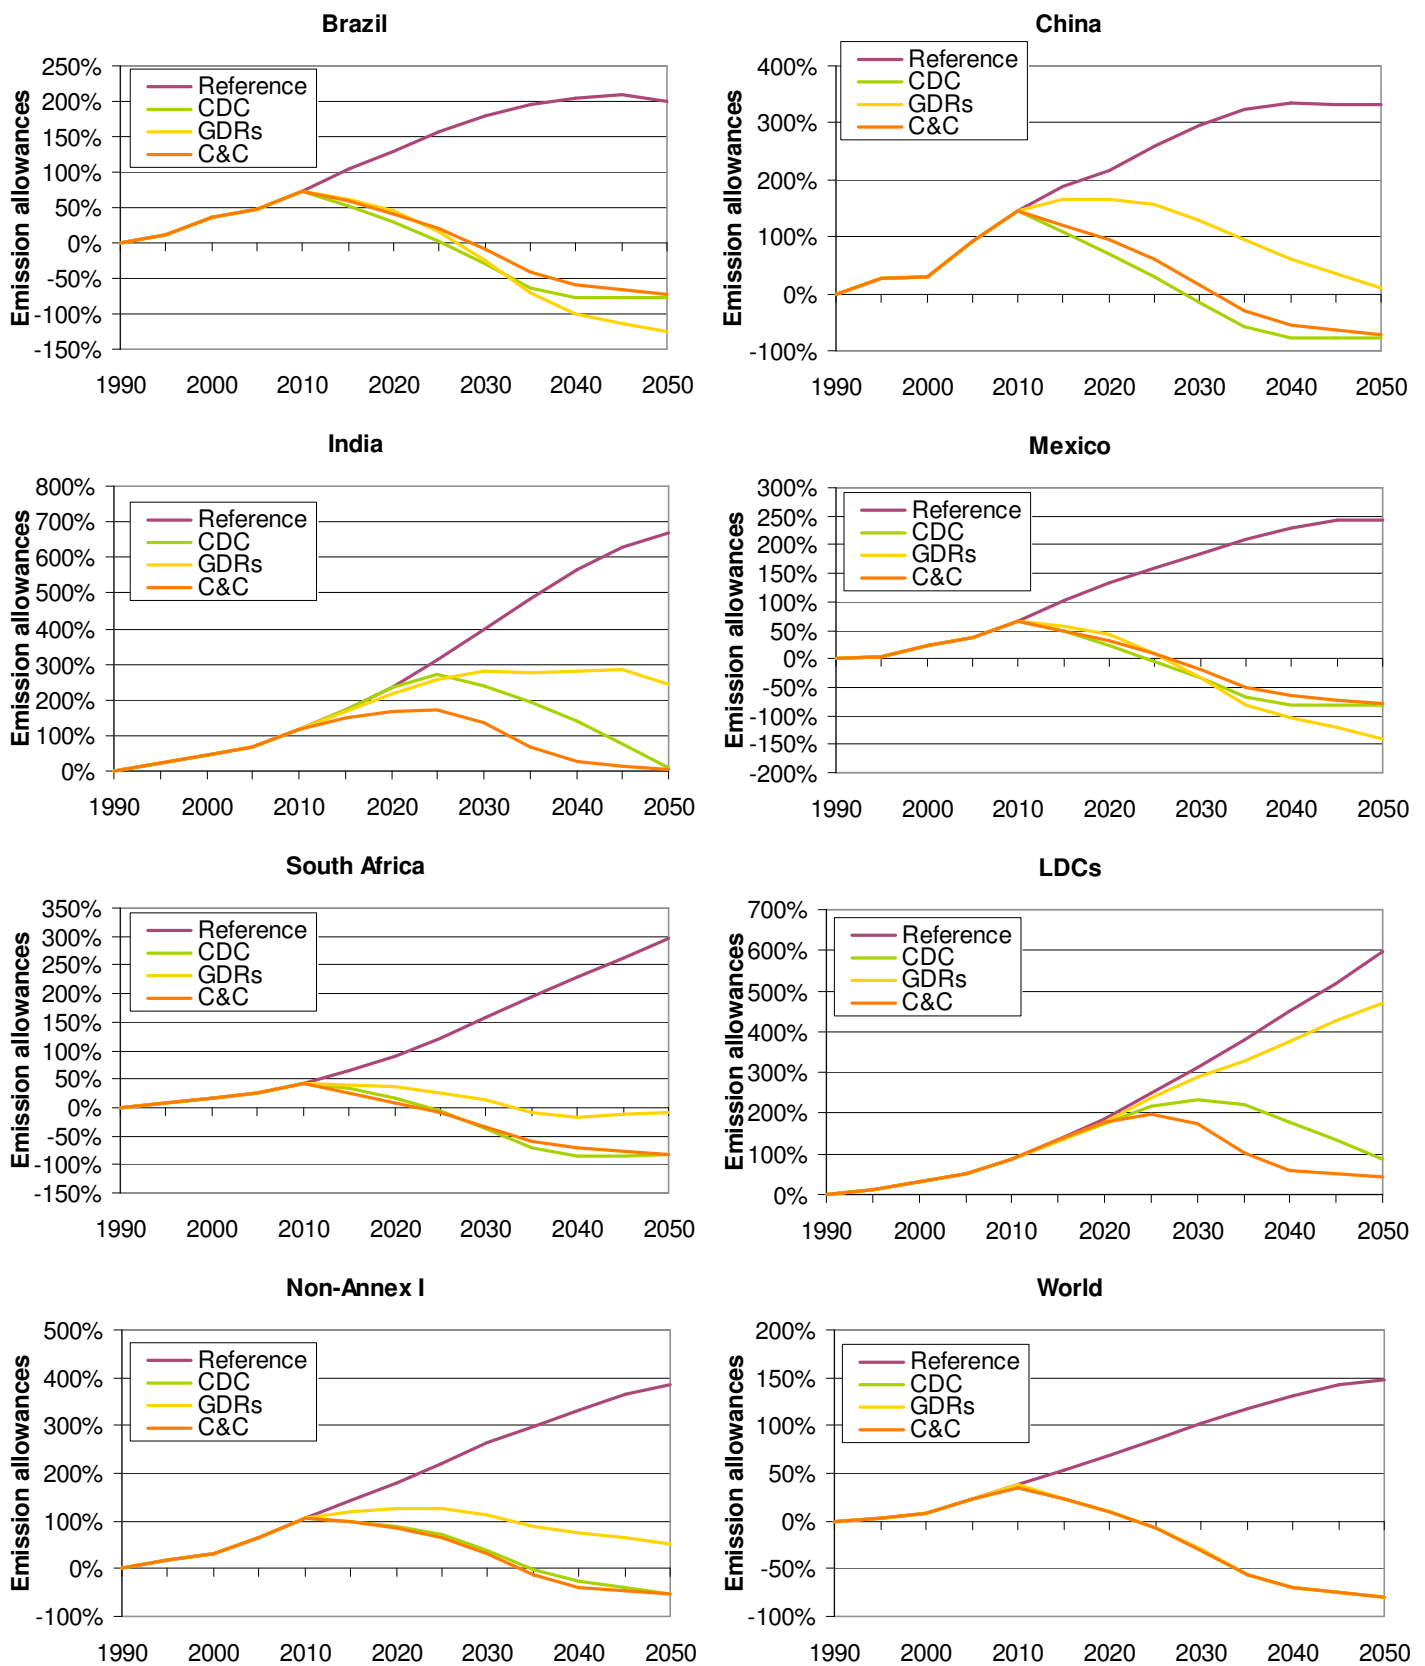 Brazil
Emission allowances
250%
200%
150%
100%
50%
0%
-50%
-100%
-150%
Reference
CDC
GDRs
C&C
1990 2000 2010 2020 2030 2040 2050
China
Emission allowances
400%
300%
200%
100%
0%
-100%
Reference
CDC
GDRs
C&C
1990 2000 2010 2020 2030 2040 2050
India
Emission allowances
800%
700%
600%
500%
400%
300%
200%
100%
0%
Reference
CDC
GDRs
C&C
1990 2000 2010 2020 2030 2040 2050
Mexico
Emission allowances
300%
250%
200%
150%
100%
50%
0%
-50%
-100%
-150%
-200%
Reference
CDC
GDRs
C&C
1990 2000 2010 2020 2030 2040 2050
South Africa
Emission allowances
350%
300%
250%
200%
150%
100%
50%
0%
-50%
-100%
-150%
Reference
CDC
GDRs
C&C
1990 2000 2010 2020 2030 2040 2050
LDCs
Emission allowances
700%
600%
500%
400%
300%
200%
100%
0%
Reference
CDC
GDRs
C&C
1990 2000 2010 2020 2030 2040 2050
Non-Annex I
Emission allowances
500%
400%
300%
200%
100%
0%
-100%
Reference
CDC
GDRs
C&C
1990 2000 2010 2020 2030 2040 2050
World
Emission allowances
200%
150%
100%
50%
0%
-50%
-100%
Reference
CDC
GDRs
C&C
1990 2000 2010 2020 2030 2040 2050